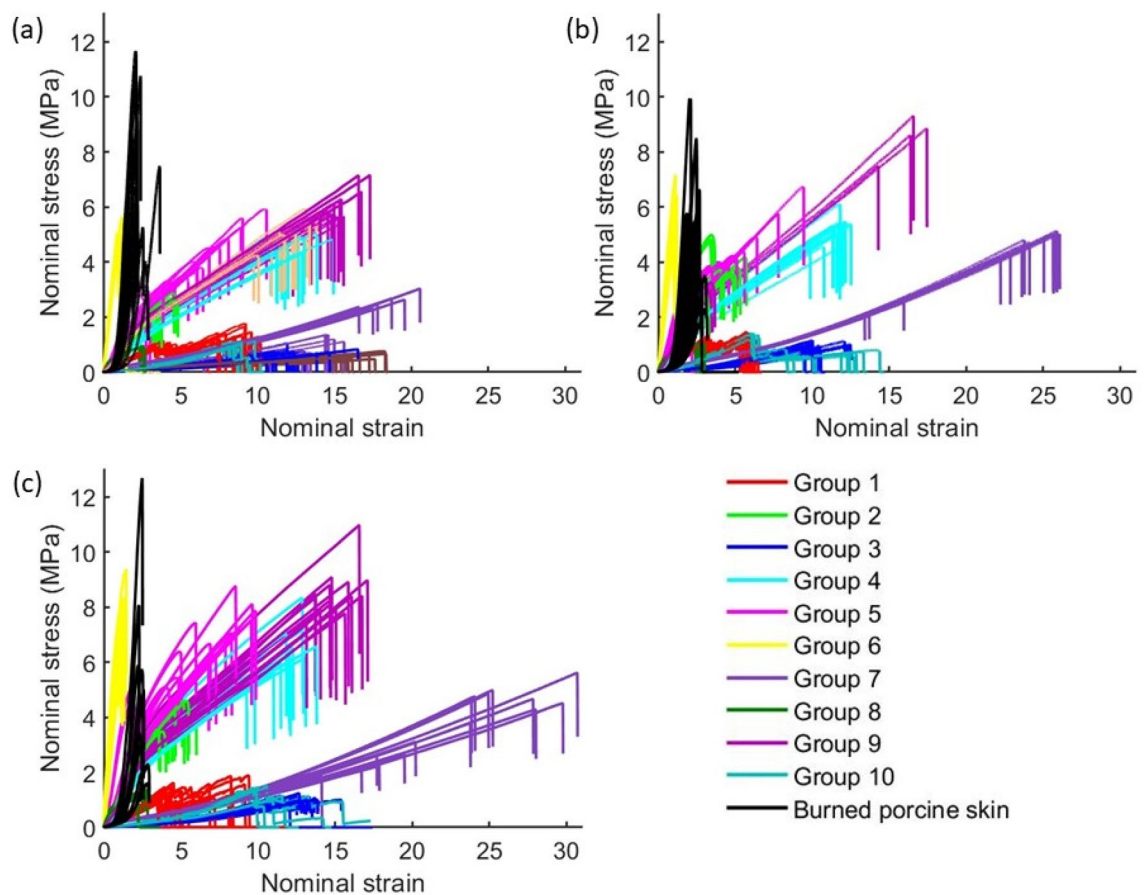 (a)
Nominal stress (MPa)
12
10
8
6
4
2
0
0 5 10 15 20 25 30
Nominal strain
(b)
Nominal stress (MPa)
12
10
8
6
4
2
0
0 5 10 15 20 25 30
Nominal strain
(c)
Nominal stress (MPa)
12
10
8
6
4
2
0
0 5 10 15 20 25 30
Nominal strain
Group 1
Group 2
Group 3
Group 4
Group 5
Group 6
Group 7
Group 8
Group 9
Group 10
Burned porcine skin